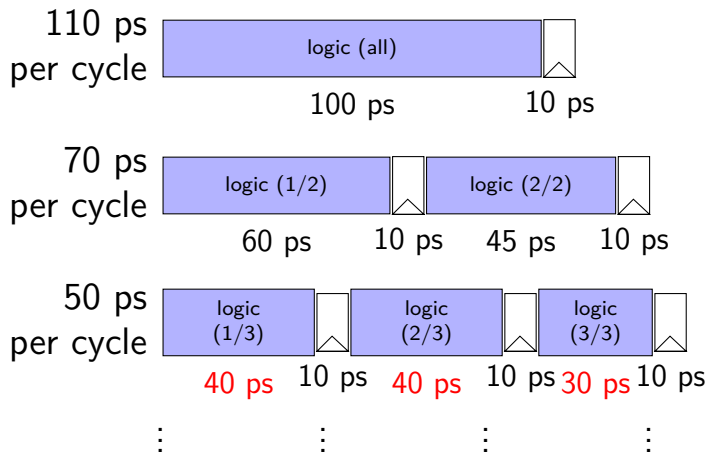 110 ps
per cycle
logic (all)
100 ps
10 ps
70 ps
per cycle
logic (1/2)
logic (2/2)
60 ps
10 ps
45 ps
10 ps
50 ps
per cycle
logic
(1/3)
logic
(2/3)
logic
(3/3)
40 ps
10 ps
40 ps
10 ps
30 ps
10 ps